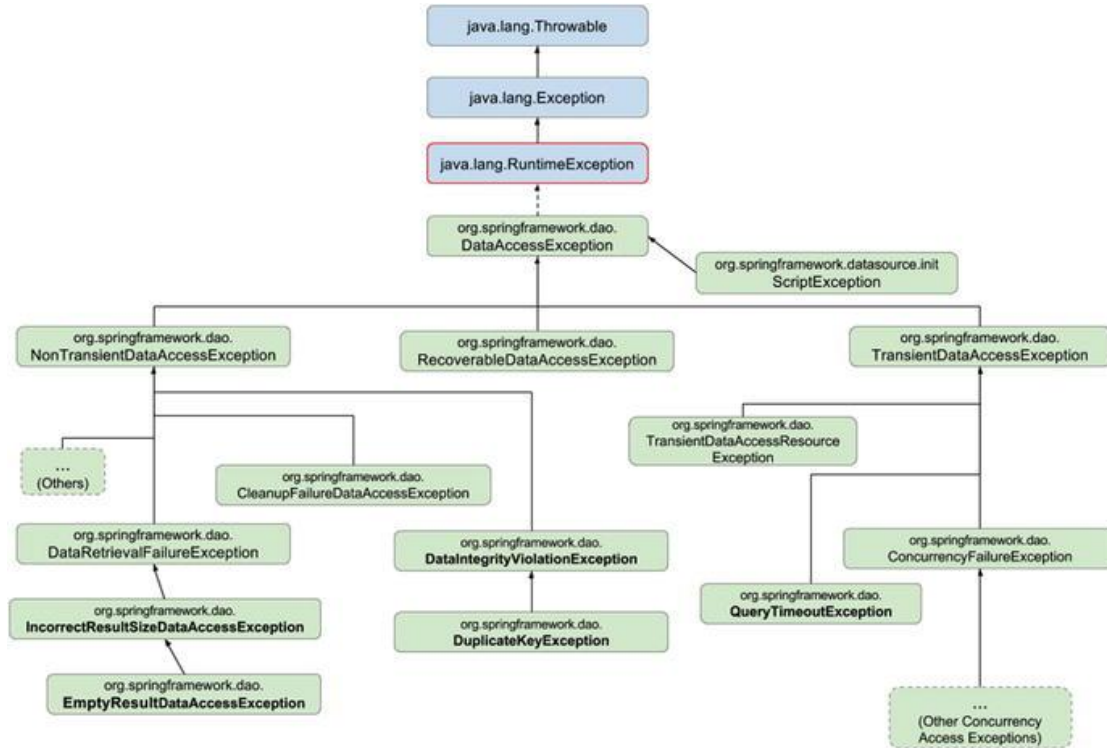 java.lang.Throwable
java.lang.Exception
java.lang.RuntimeException
org.springframework.dao.
DataAccessException
org.springframework.datasource.init
ScriptException
org.springframework.dao.
NonTransientDataAccessException
org.springframework.dao.
RecoverableDataAccessException
org.springframework.dao.
TransientDataAccessException
org.springframework.dao.
TransientDataAccessResource
Exception
...
(Others)
org.springframework.dao.
CleanupFailureDataAccessException
org.springframework.dao.
DataRetrievalFailureException
org.springframework.dao.
DataIntegrityViolationException
org.springframework.dao.
ConcurrencyFailureException
org.springframework.dao.
IncorrectResultSizeDataAccessException
org.springframework.dao.
DuplicateKeyException
org.springframework.dao.
QueryTimeoutException
org.springframework.dao.
EmptyResultDataAccessException
...
(Other Concurrency
Access Exceptions)